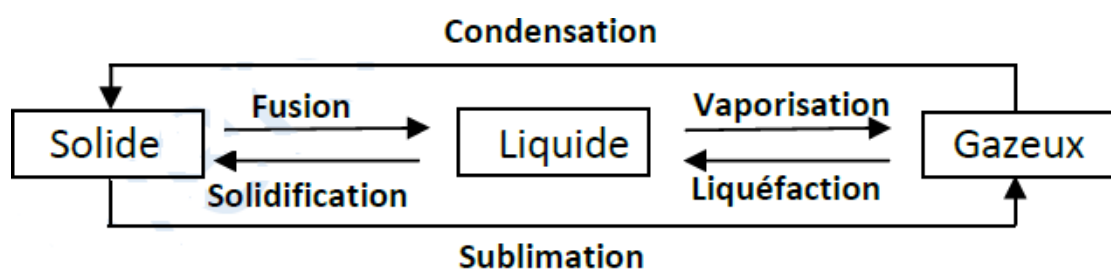 Condensation
Fusion
Vaporisation
Solide
Liquide
Gazeux
Solidification
Liquéfaction
Sublimation